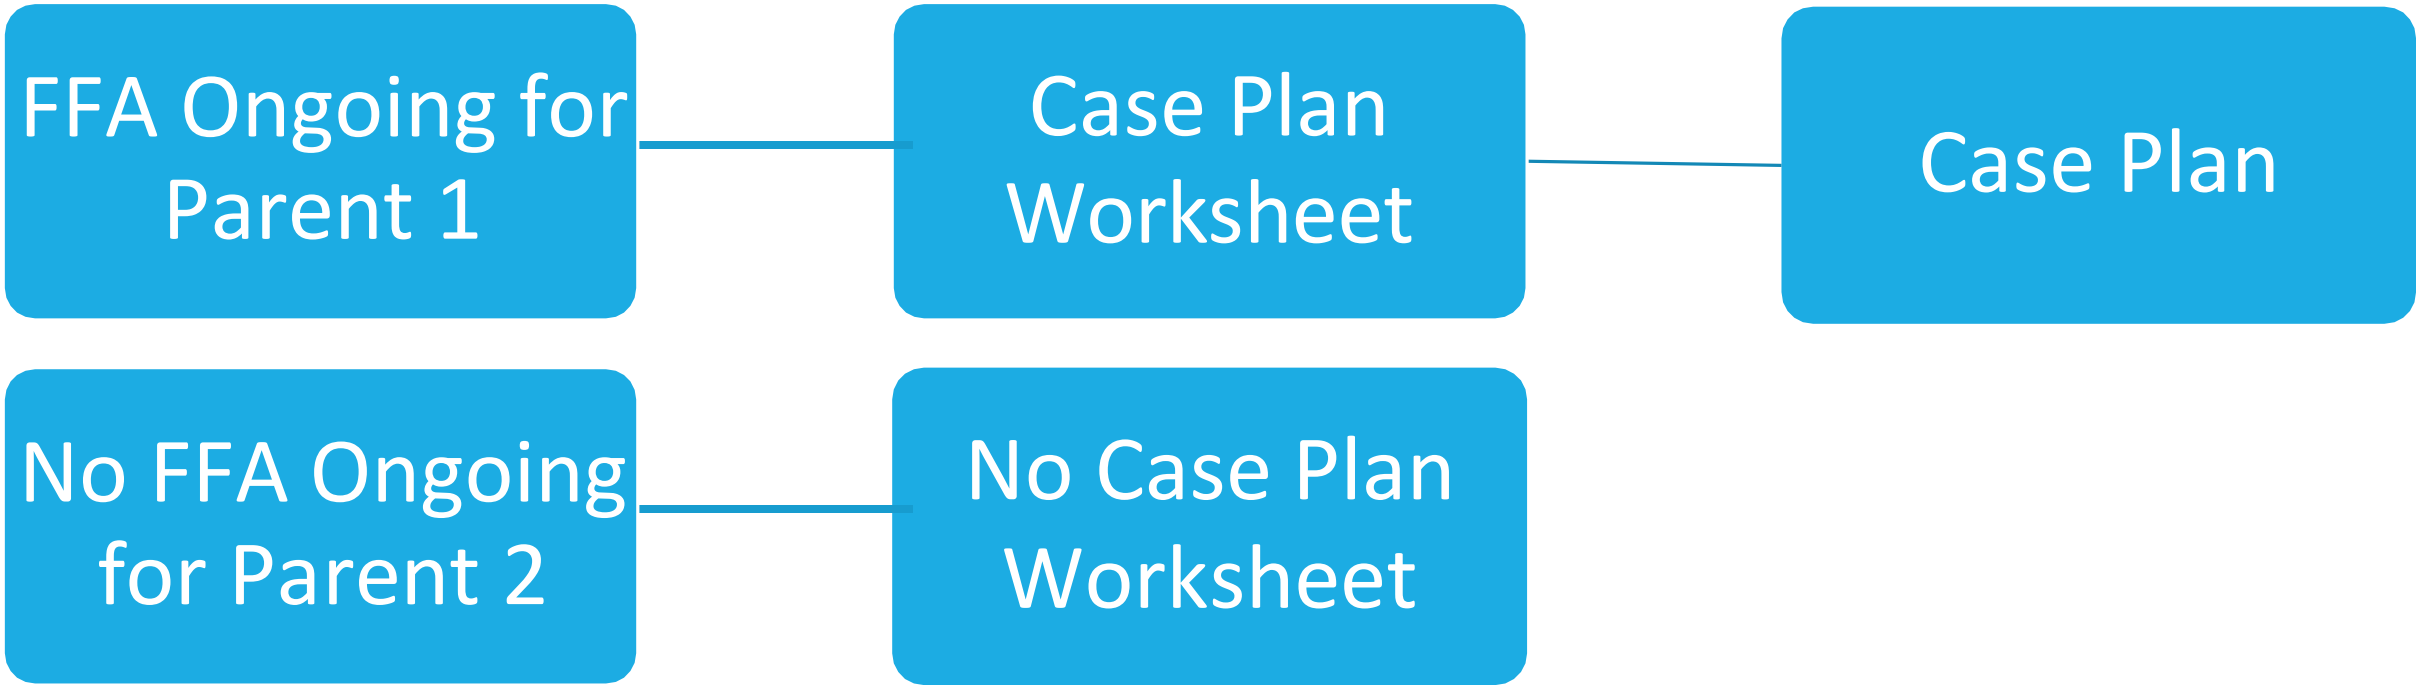 FFA Ongoing for
Parent 1
Case Plan
Worksheet
Case Plan
No FFA Ongoing
for Parent 2
No Case Plan
Worksheet